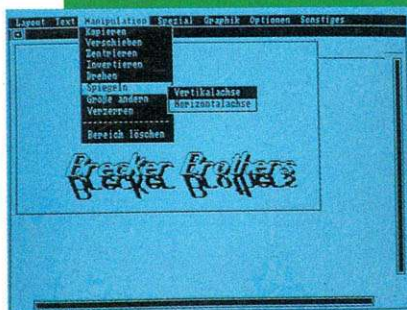 Layout Text Manipulation Spezial Graphik Optionen Sonstiges
Kopieren
Verschieben
Zentrieren
Invertieren
Drehen
Spiegeln
Größe ändern
Verzerren
Bereich löschen
Vertikalachse
Horizontalachse
Brecker Brothers